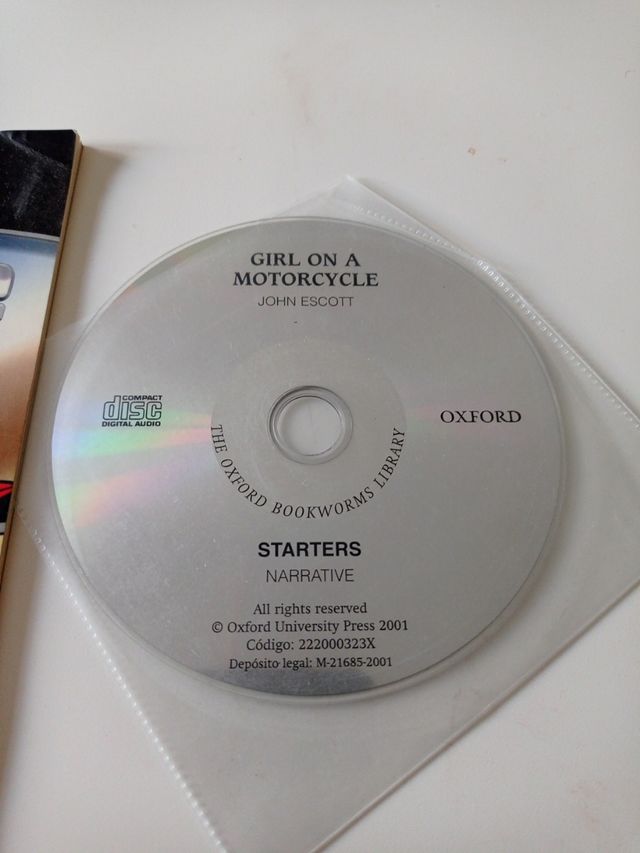 GIRL ON A
MOTORCYCLE
JOHN ESCOTT
COMPACT
disc
DIGITAL AUDIO
OXFORD
THE OXFORD BOOKWORMS LIBRARY
STARTERS
NARRATIVE
All rights reserved
© Oxford University Press 2001
Código: 222000323X
Depósito legal: M-21685-2001